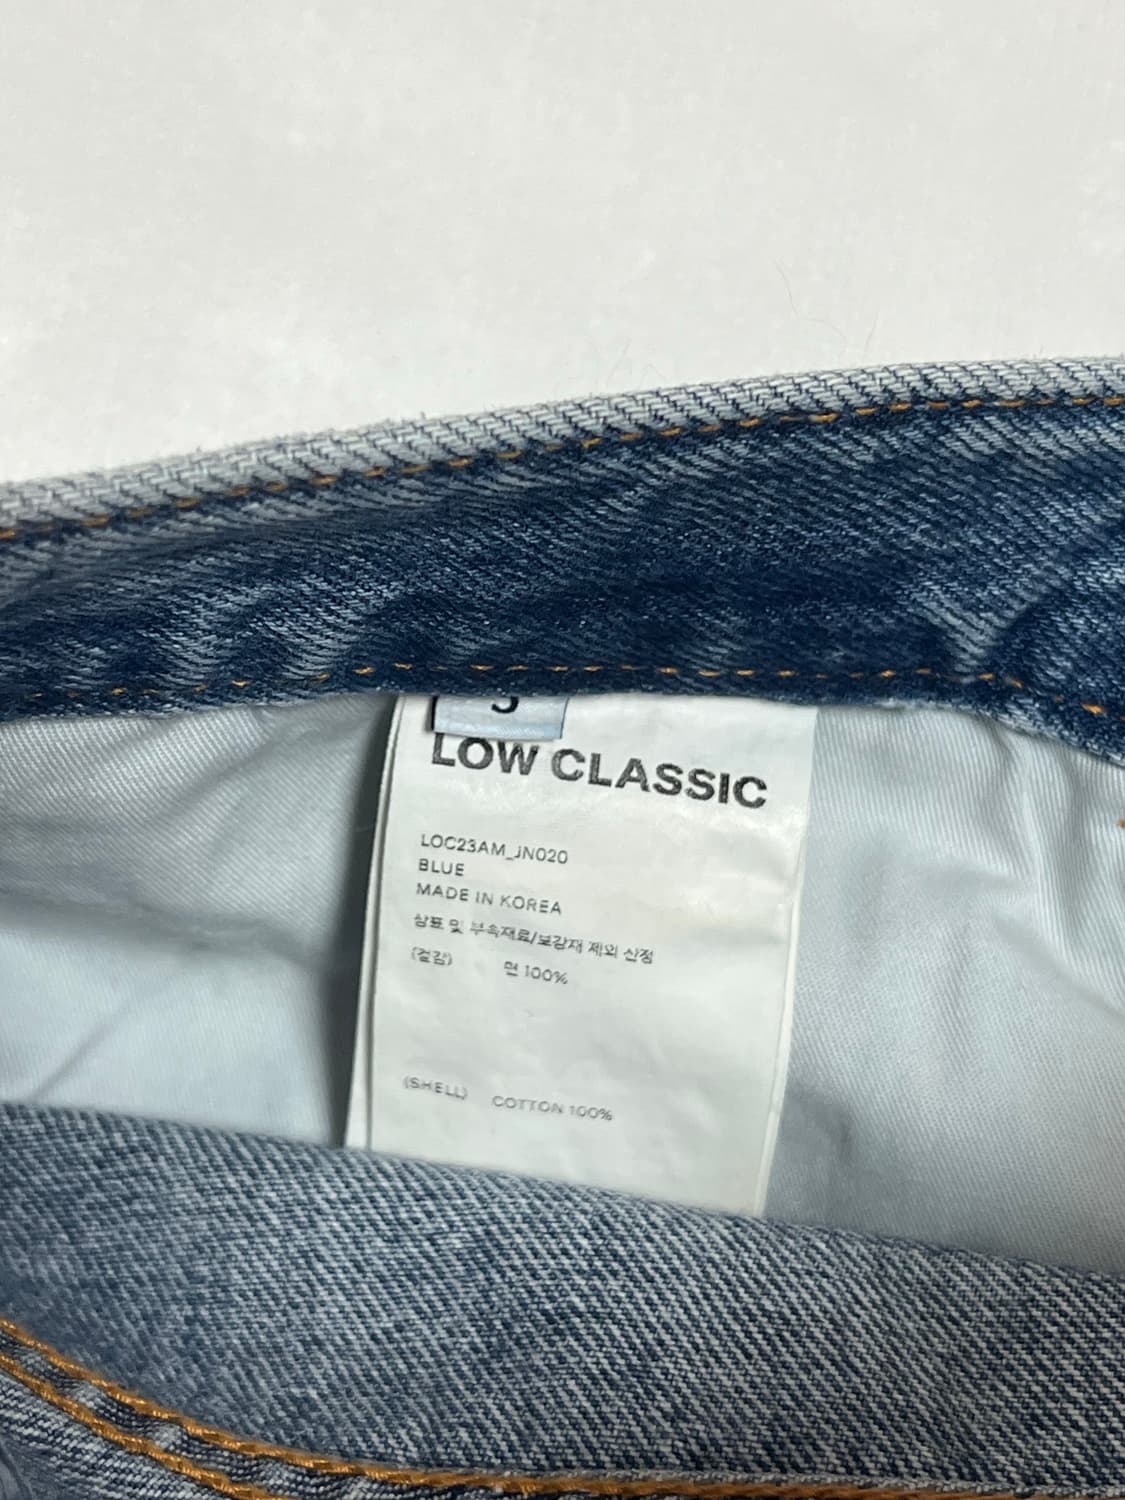 LOW CLASSIC
LOC23AM_JN020
BLUE
MADE IN KOREA
상표 및 부속재료/보강재 제외 산정
(겉감) 면 100%
(SHELL) COTTON 100%